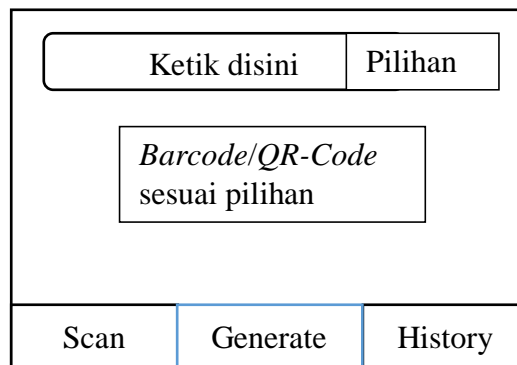 Ketik disini
Pilihan
Barcode/QR-Code
sesuai pilihan
Scan
Generate
History